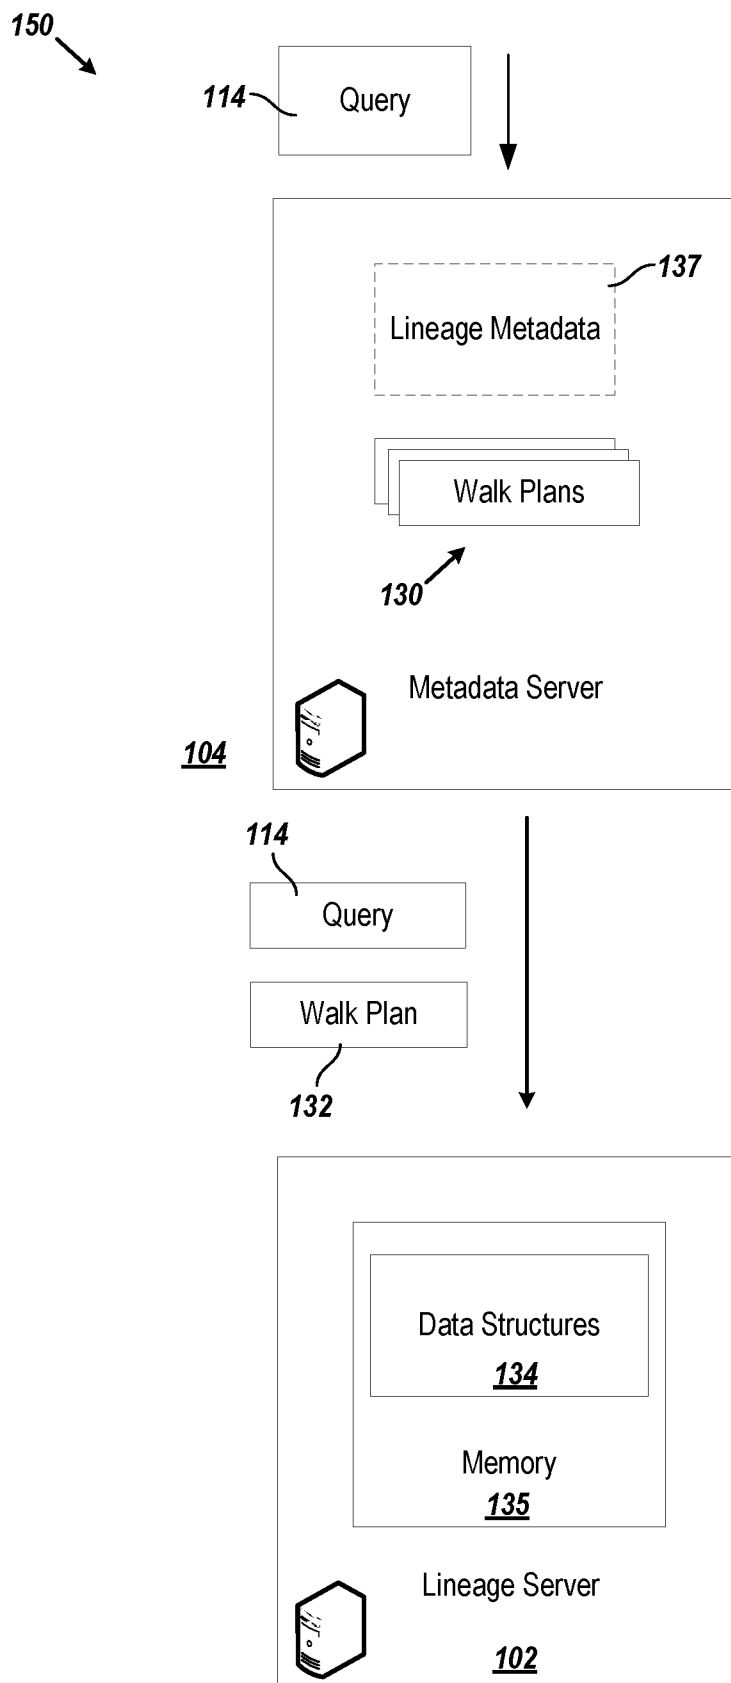 150
114
Query
137
Lineage Metadata
Walk Plans
130
Metadata Server
104
114
Query
Walk Plan
132
Data Structures
134
Memory
135
Lineage Server
102